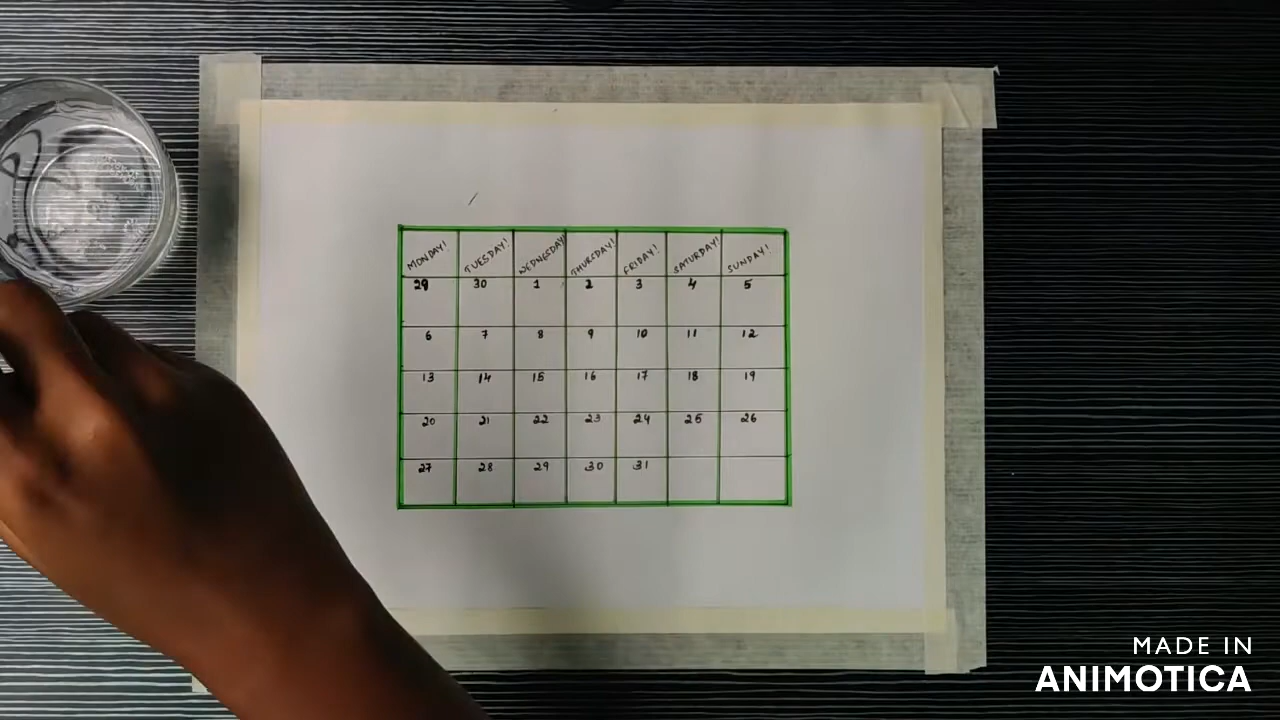 MONDAY! TUESDAY! WEDNESDAY! THURSDAY! FRIDAY! SATURDAY! SUNDAY!
29 30 1 2 3 4 5
6 7 8 9 10 11 12
13 14 15 16 17 18 19
20 21 22 23 24 25 26
27 28 29 30 31
MADE IN
ANIMOTICA